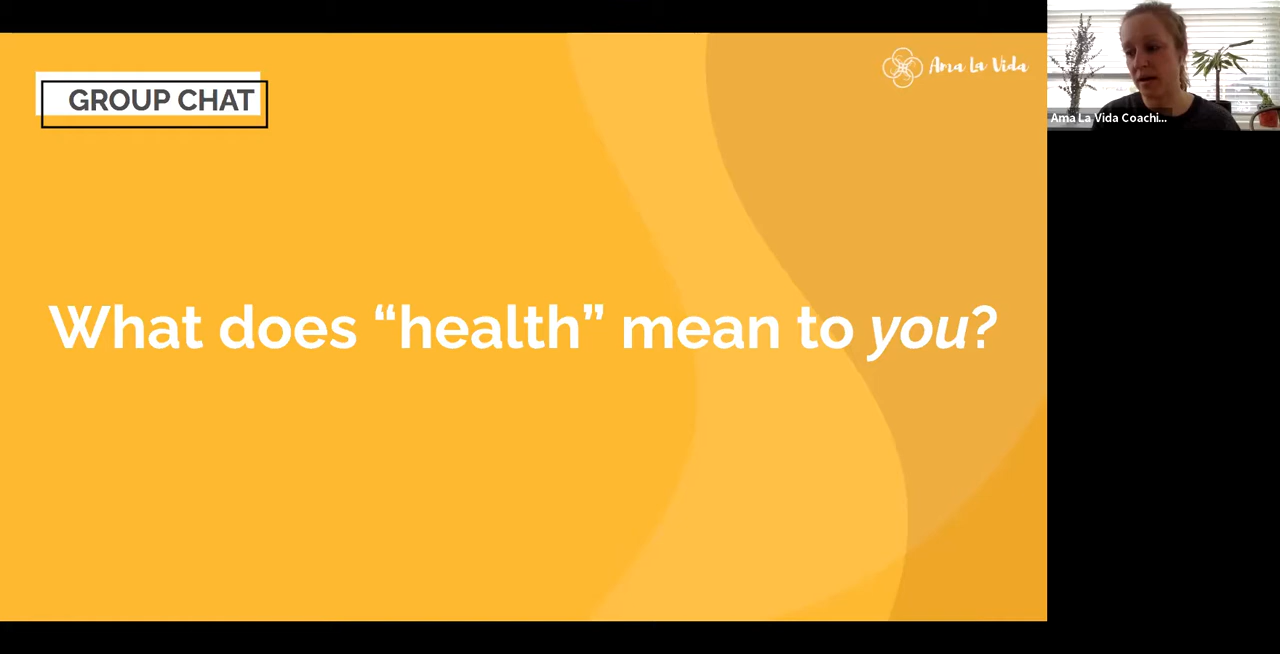 GROUP CHAT
Ama La Vida
Ama La Vida Coachi...
What does “health” mean to you?